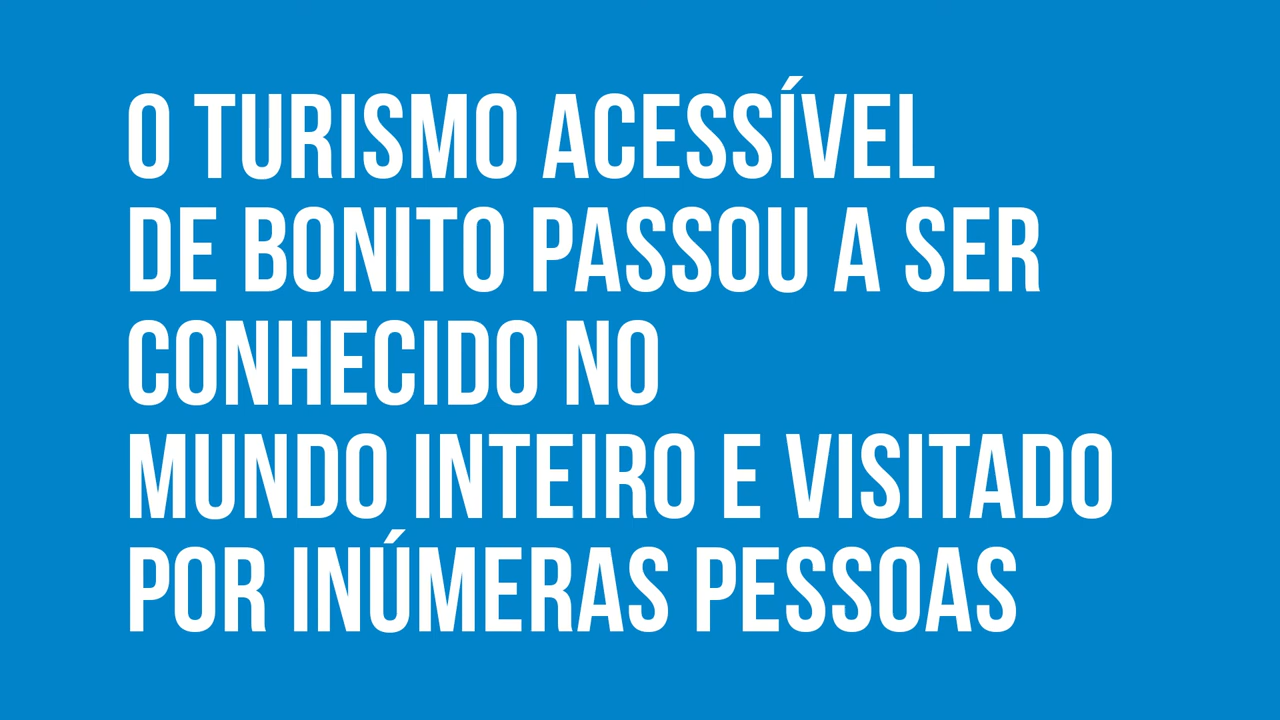 O TURISMO ACESSÍVEL
DE BONITO PASSOU A SER
CONHECIDO NO
MUNDO INTEIRO E VISITADO
POR INÚMERAS PESSOAS